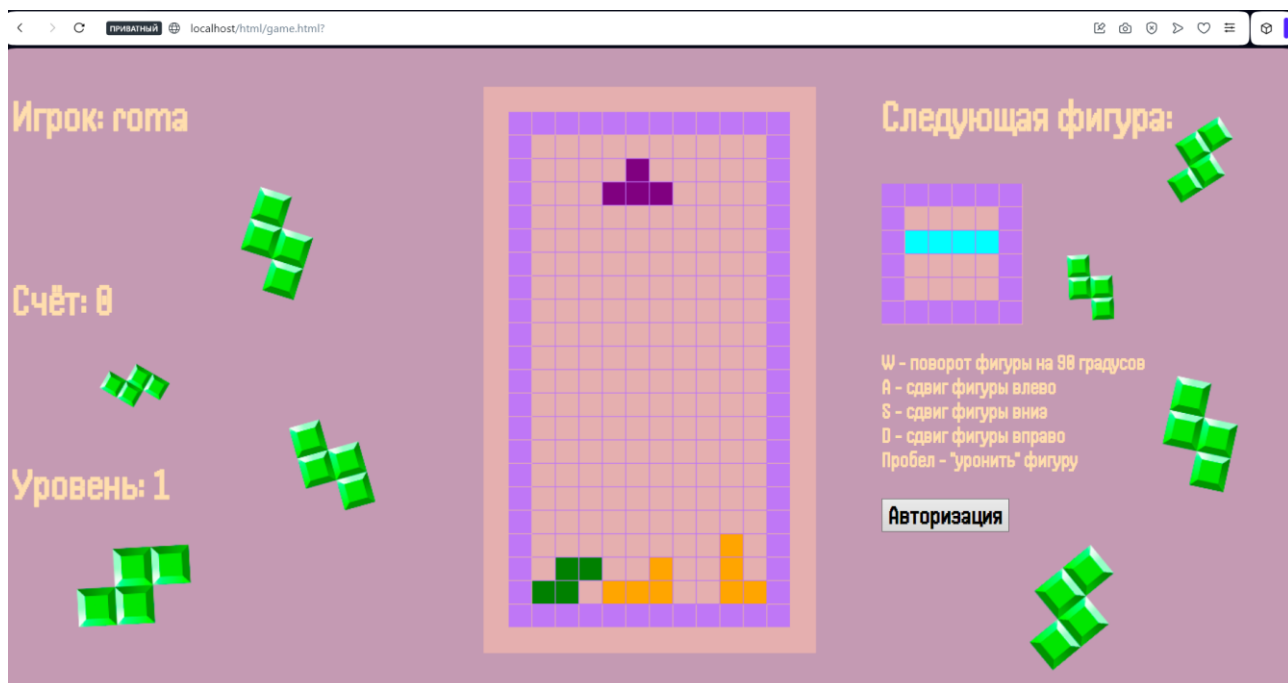 ПРИВАТНЫЙ localhost/html/game.html?
Игрок: roma
Счёт: 0
Уровень: 1
Следующая фигура:
W - поворот фигуры на 90 градусов
A - сдвиг фигуры влево
S - сдвиг фигуры вниз
D - сдвиг фигуры вправо
Пробел - "уронить" фигуру
Авторизация